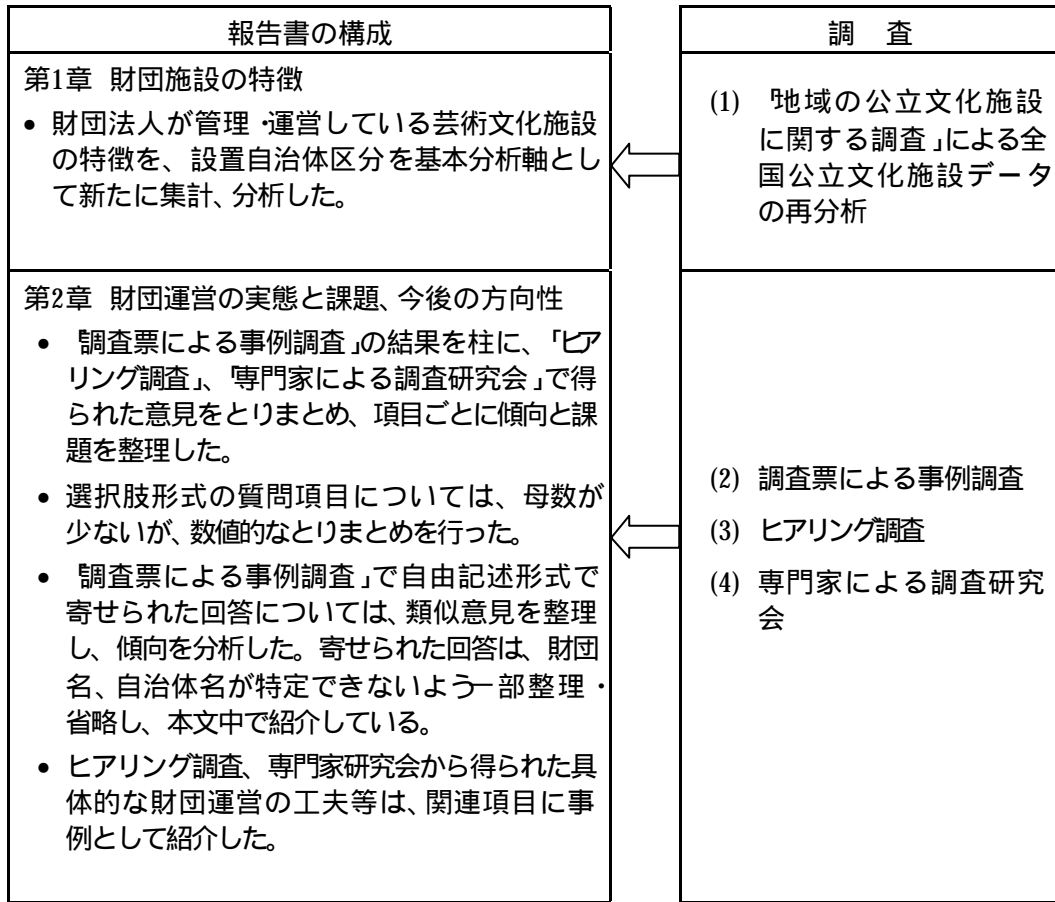 報告書の構成
第1章 財団施設の特徴
• 財団法人が管理・運営している芸術文化施設
の特徴を、設置自治体区分を基本分析軸とし
て新たに集計、分析した。
第2章 財団運営の実態と課題、今後の方向性
• 「調査票による事例調査」の結果を柱に、「ヒア
リング調査」、「専門家による調査研究会」で得
られた意見をとりまとめ、項目ごとに傾向と課
題を整理した。
• 選択肢形式の質問項目については、母数が
少ないが、数値的なとりまとめを行った。
• 「調査票による事例調査」で自由記述形式で
寄せられた回答については、類似意見を整理
し、傾向を分析した。寄せられた回答は、財団
名、自治体名が特定できないよう一部整理・
省略し、本文中で紹介している。
• ヒアリング調査、専門家研究会から得られた具
体的な財団運営の工夫等は、関連項目に事
例として紹介した。
調 査
(1) 「地域の公立文化施設
に関する調査」による全
国公立文化施設データ
の再分析
(2) 調査票による事例調査
(3) ヒアリング調査
(4) 専門家による調査研究
会